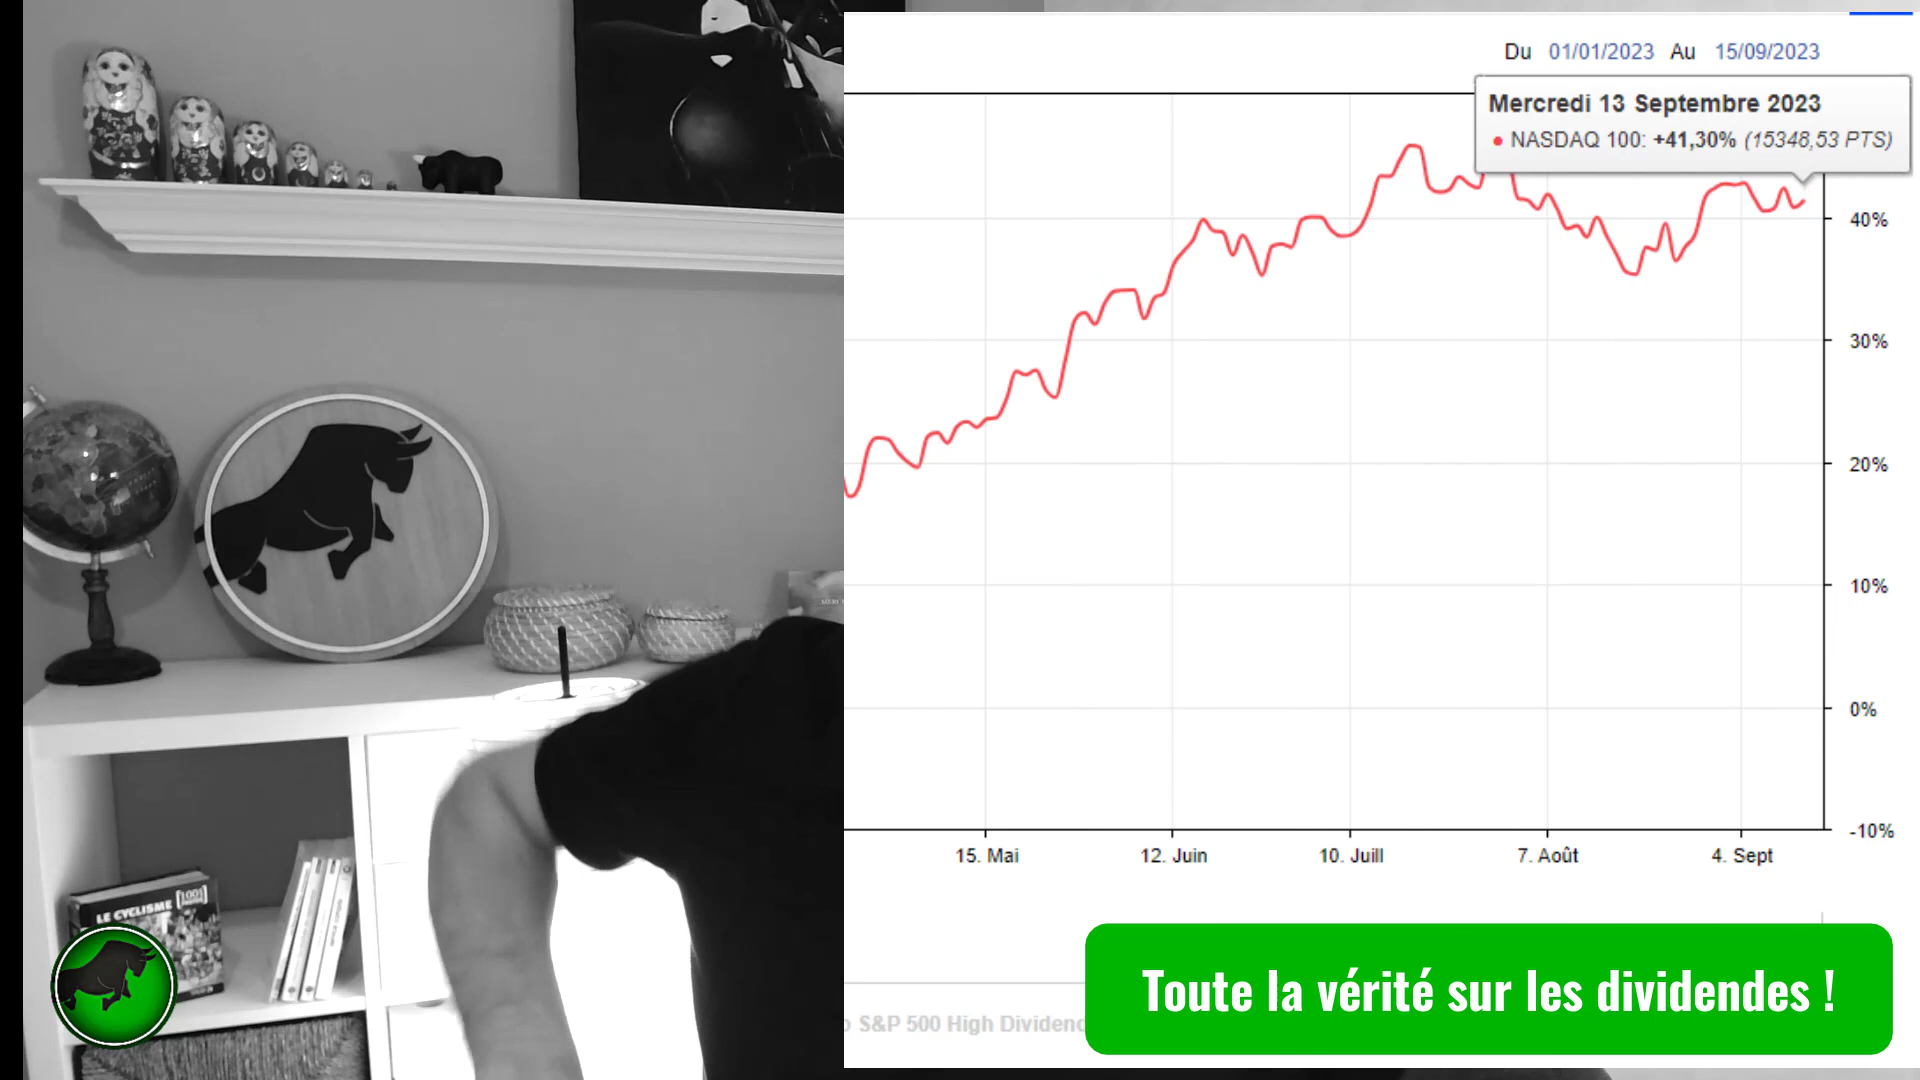 Du 01/01/2023 Au 15/09/2023
Mercredi 13 Septembre 2023
NASDAQ 100: +41,30% (15348,53 PTS)
40%
30%
20%
10%
0%
-10%
15. Mai 12. Juin 10. Juill 7. Août 4. Sept
LE CYCLISME [1001]
S&P 500 High Dividend
Toute la vérité sur les dividendes !